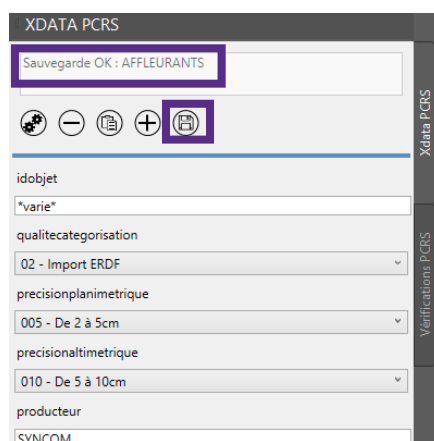 XDATA PCRS
Sauvegarde OK : AFFLEURANTS
idobjet
*varie*
qualitecategorisation
02 - Import ERDF
precisionplanimetrique
005 - De 2 à 5cm
precisionaltimetrique
010 - De 5 à 10cm
producteur
SYNCOM
Xdata PCRS
Vérifications PCRS